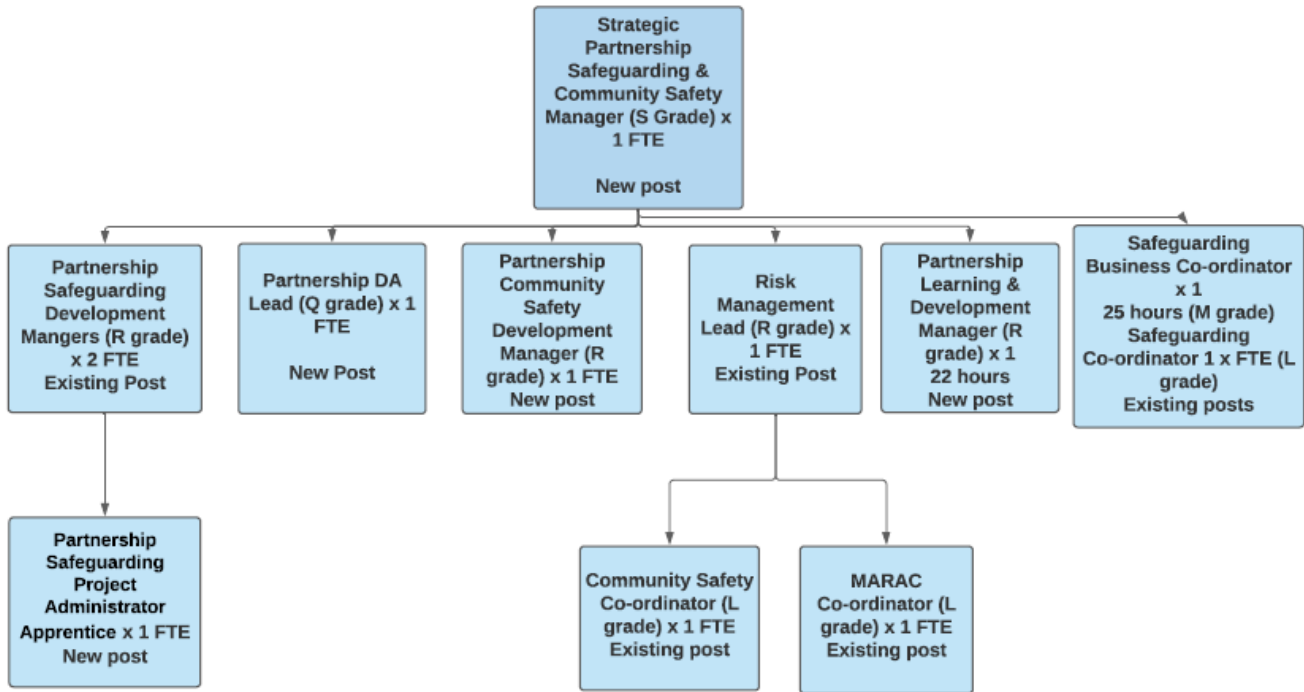 Strategic
Partnership
Safeguarding &
Community Safety
Manager (S Grade) x
1 FTE
New post
Partnership
Safeguarding
Development
Mangers (R grade)
x 2 FTE
Existing Post
Partnership DA
Lead (Q grade) x 1
FTE
New Post
Partnership
Community
Safety
Development
Manager (R
grade) x 1 FTE
New post
Risk
Management
Lead (R grade) x
1 FTE
Existing Post
Partnership
Learning &
Development
Manager (R
grade) x 1
22 hours
New post
Safeguarding
Business Co-ordinator
x 1
25 hours (M grade)
Safeguarding
Co-ordinator 1 x FTE (L
grade)
Existing posts
Partnership
Safeguarding
Project
Administrator
Apprentice x 1 FTE
New post
Community Safety
Co-ordinator (L
grade) x 1 FTE
Existing post
MARAC
Co-ordinator (L
grade) x 1 FTE
Existing post